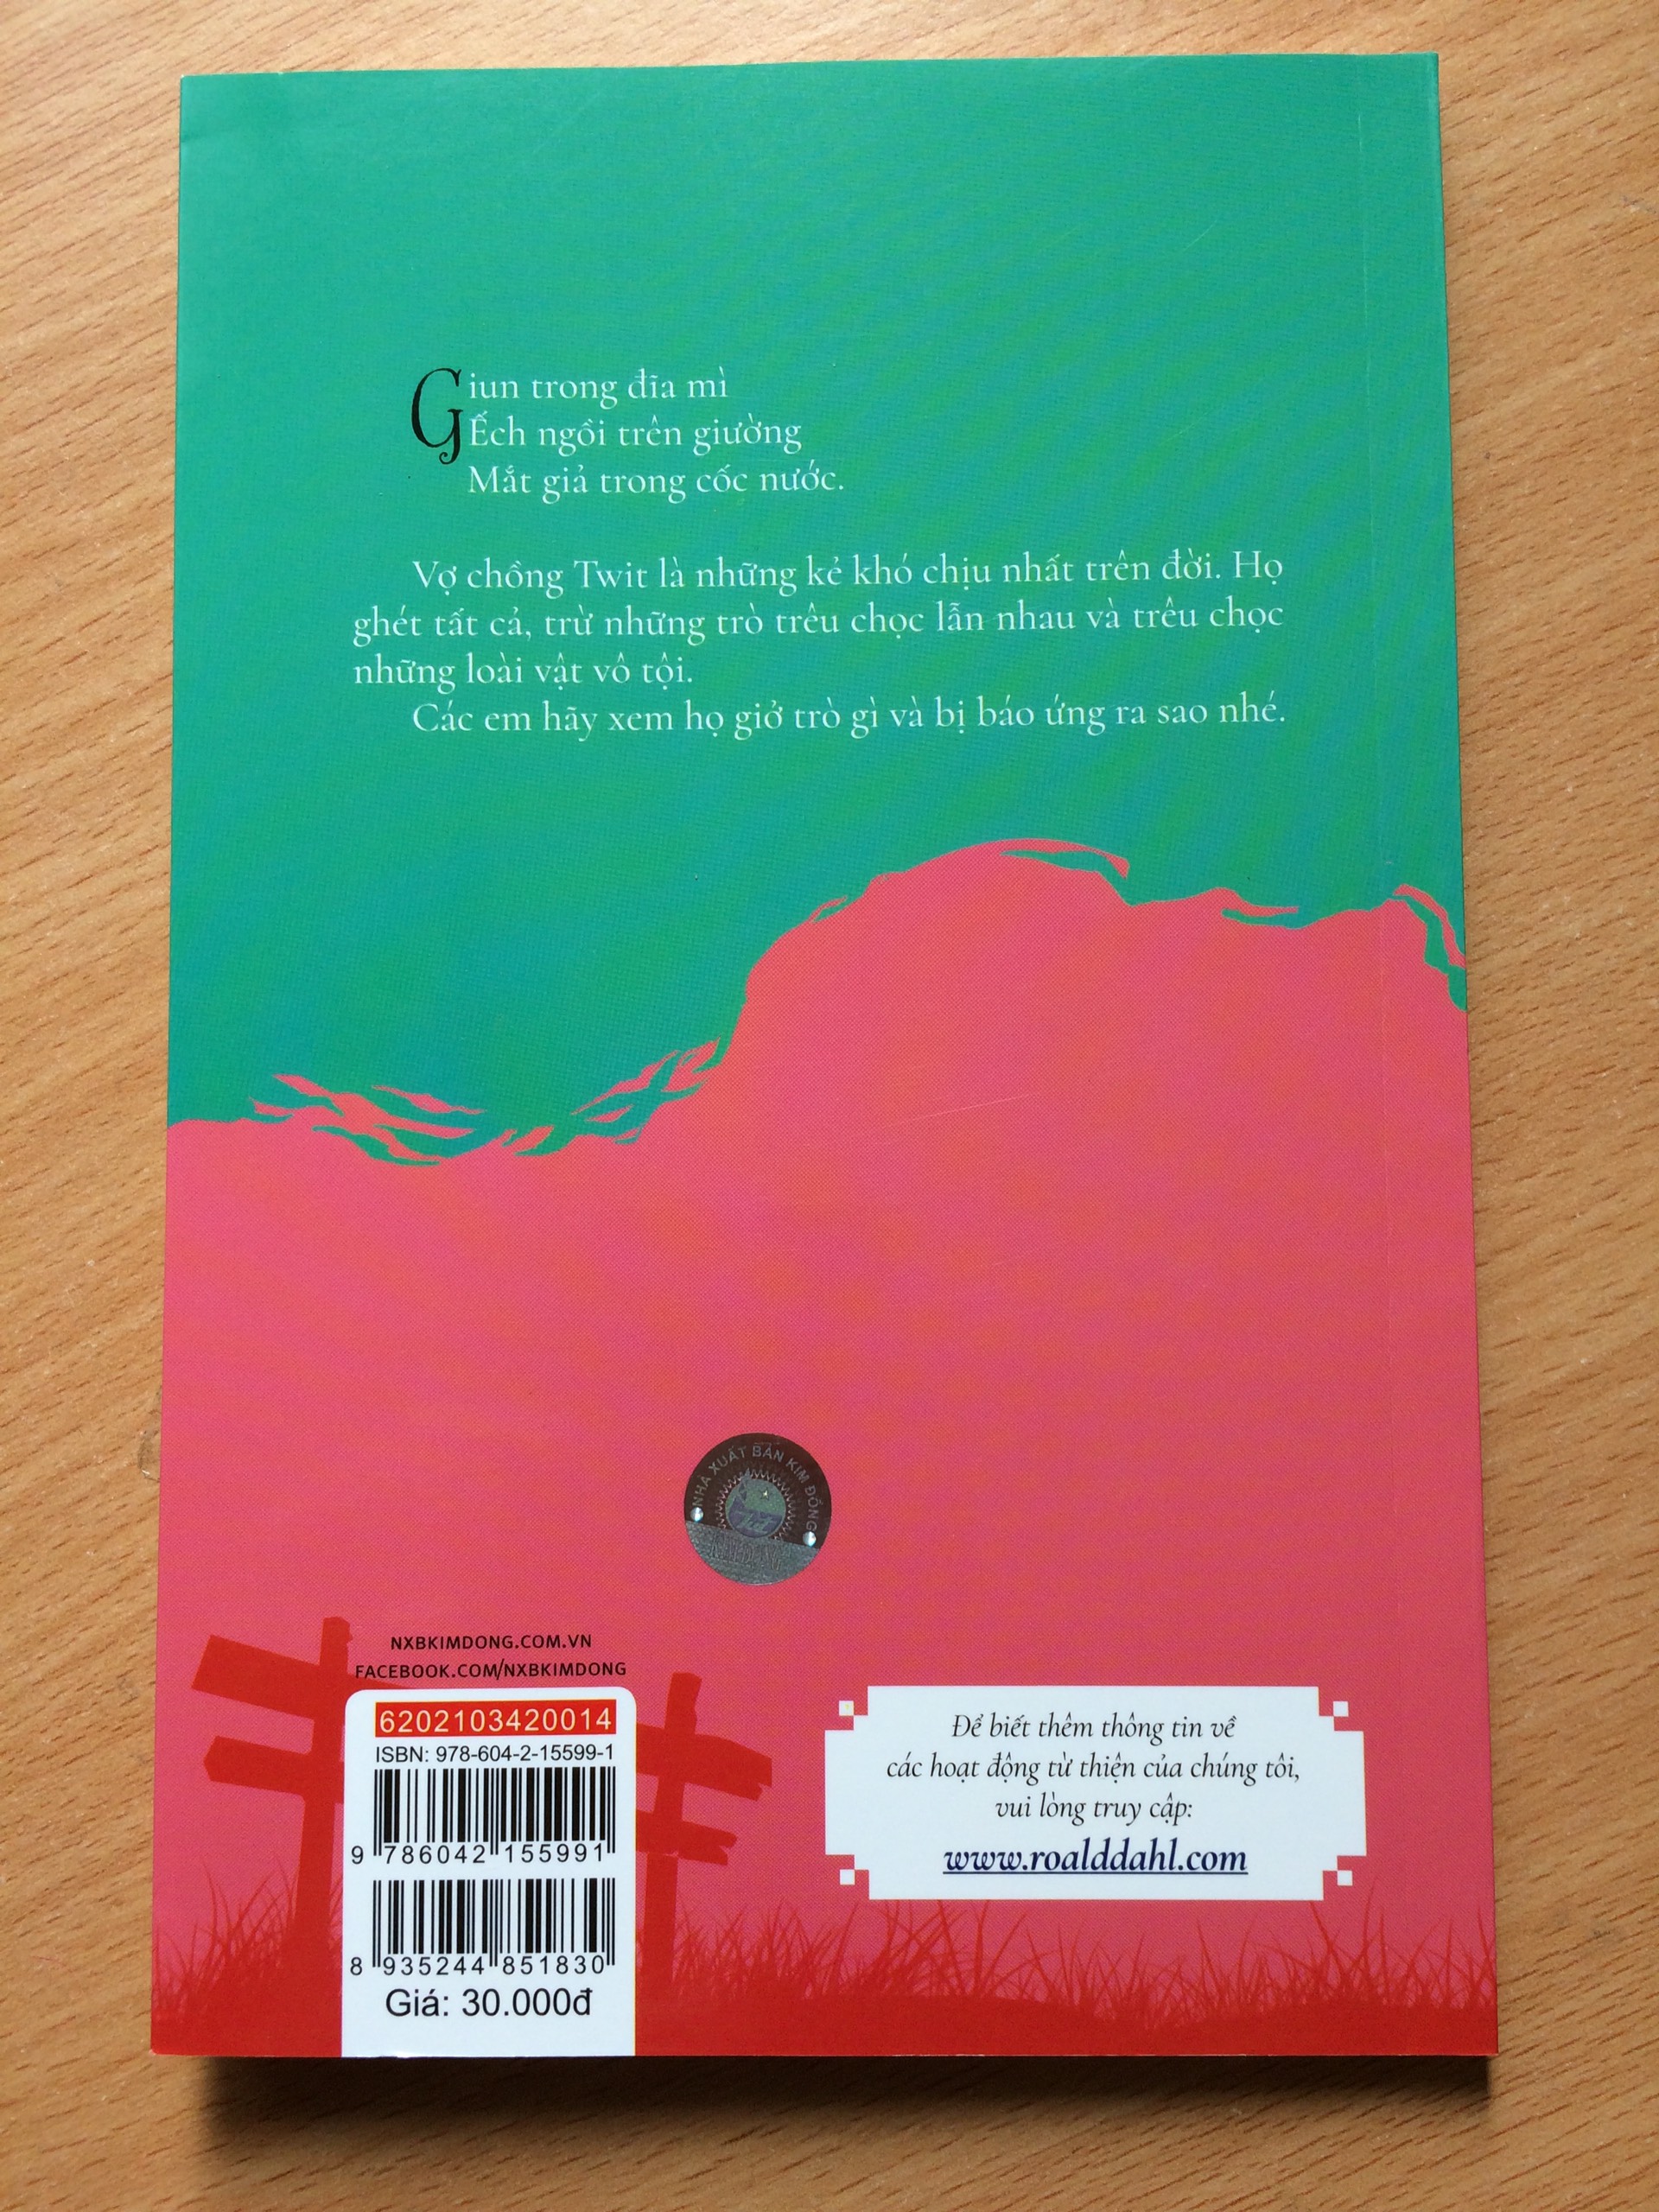 Giun trong đĩa mì
Ếch ngồi trên giường
Mắt giả trong cốc nước.
Vợ chồng Twit là những kẻ khó chịu nhất trên đời. Họ
ghét tất cả, trừ những trò trêu chọc lẫn nhau và trêu chọc
những loài vật vô tội.
Các em hãy xem họ giở trò gì và bị báo ứng ra sao nhé.
NHÀ XUẤT BẢN KIM ĐỒNG
NXBKIMDONG.COM.VN
FACEBOOK.COM/NXBKIMDONG
6202103420014
ISBN: 978-604-2-15599-1
9 786042 155991
8 935244 851830
Giá: 30.000đ
Để biết thêm thông tin về
các hoạt động từ thiện của chúng tôi,
vui lòng truy cập:
www.roalddahl.com